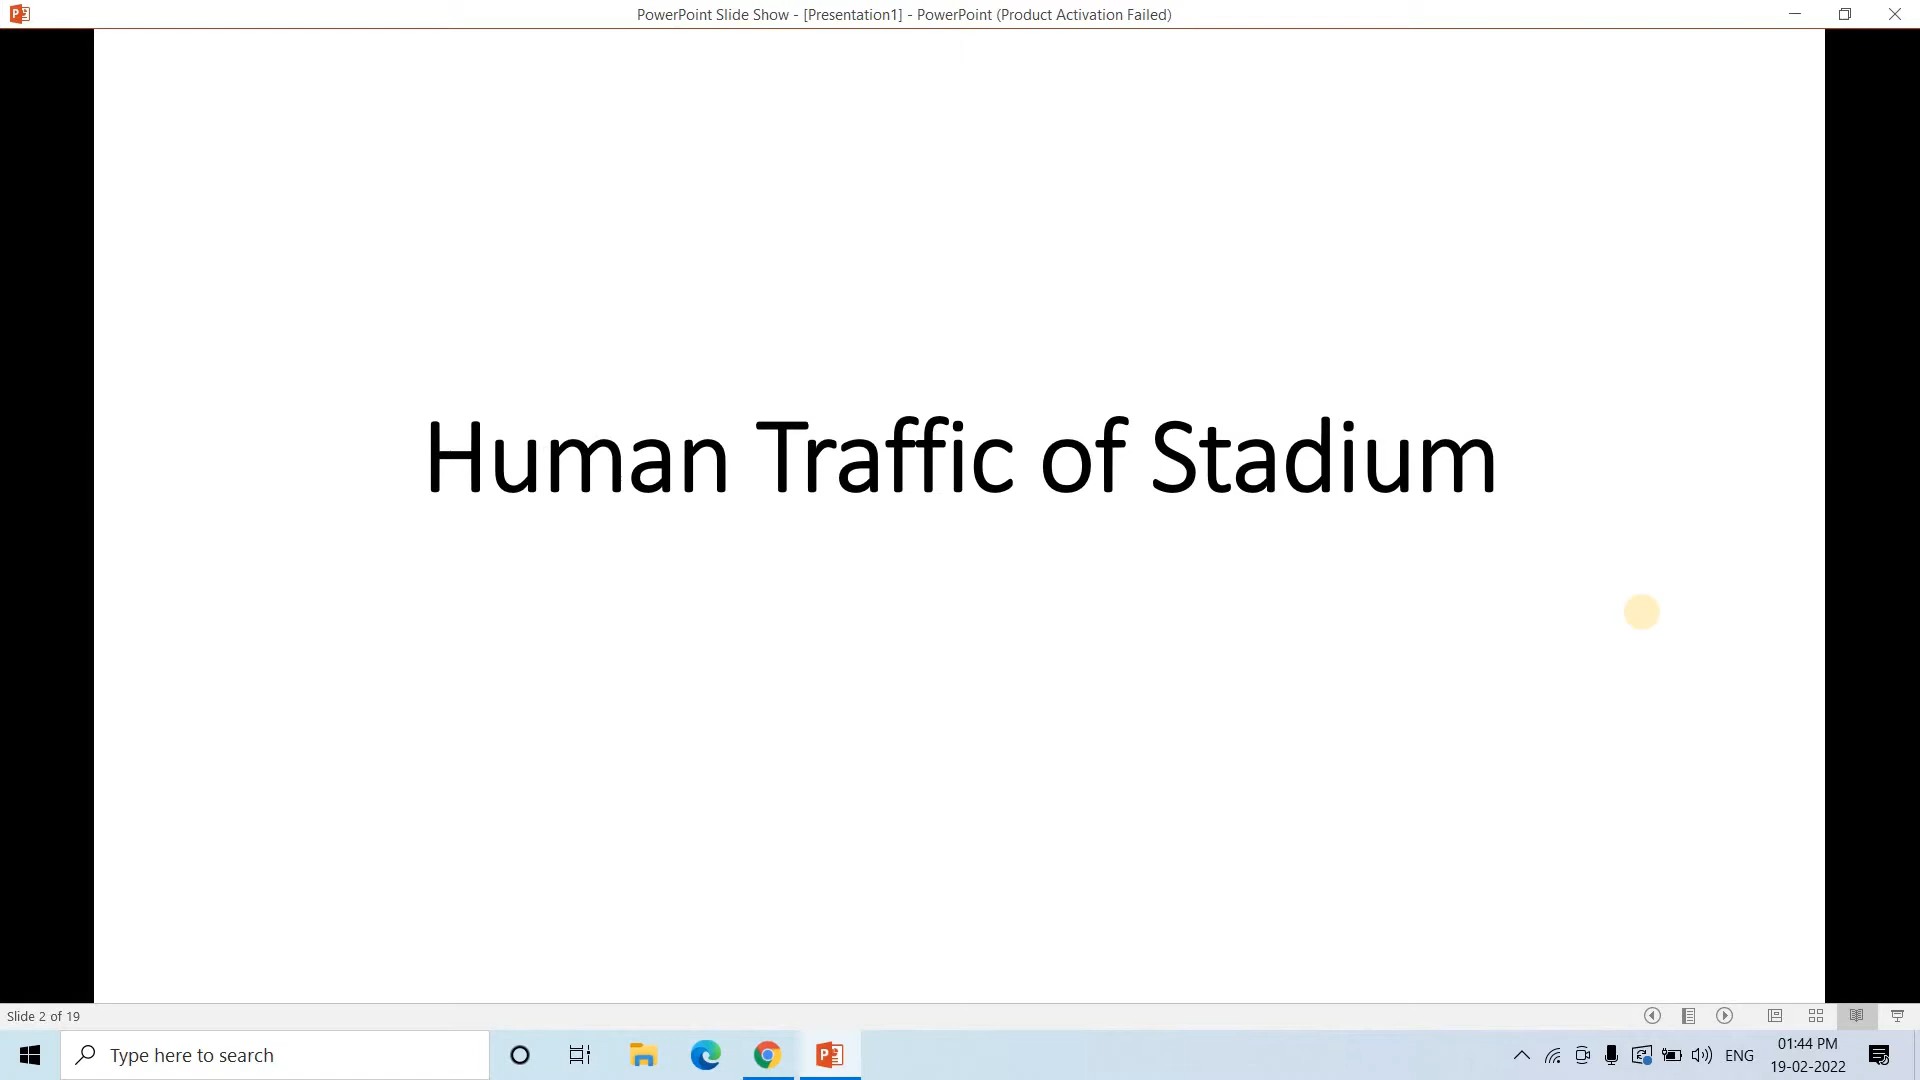 PowerPoint Slide Show - [Presentation1] - PowerPoint (Product Activation Failed)
Human Traffic of Stadium
Slide 2 of 19
Type here to search
ENG
01:44 PM
19-02-2022